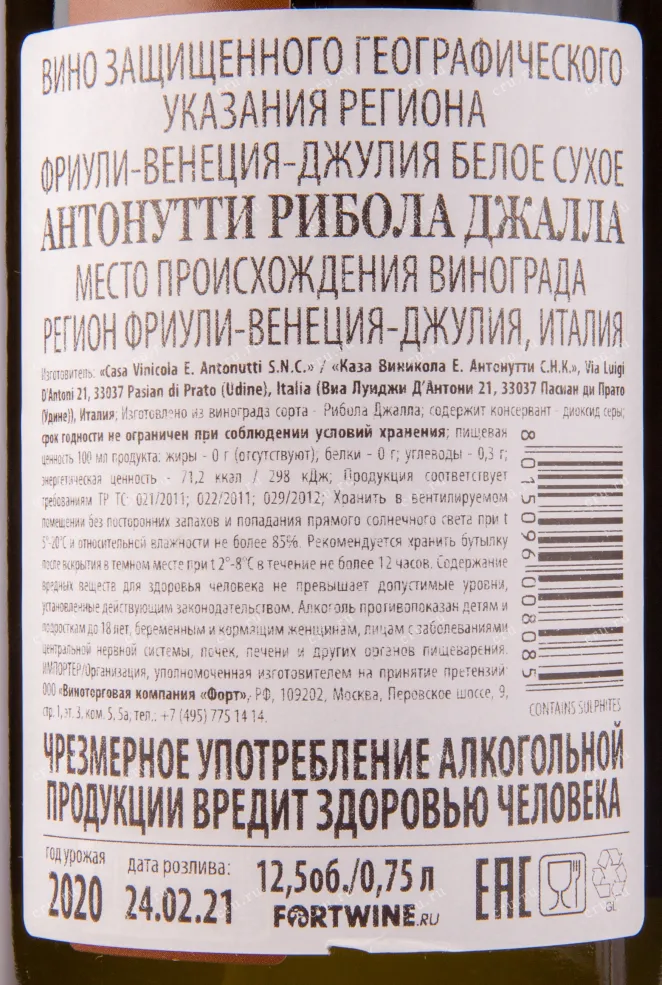 ВИНО ЗАЩИЩЕННОГО ГЕОГРАФИЧЕСКОГО
УКАЗАНИЯ РЕГИОНА
ФРИУЛИ-ВЕНЕЦИЯ-ДЖУЛИЯ БЕЛОЕ СУХОЕ
АНТОНУТТИ РИБОЛА ДЖАЛЛА
МЕСТО ПРОИСХОЖДЕНИЯ ВИНОГРАДА
РЕГИОН ФРИУЛИ-ВЕНЕЦИЯ-ДЖУЛИЯ, ИТАЛИЯ
Изготовитель: «Casa Vinicola E. Antonutti S.N.C.» / «Каза Виникола Е. Антонутти С.Н.К.», Via Luigi
D'Antoni 21, 33037 Pasian di Prato (Udine), Italia (Виа Луиджи Д'Антони 21, 33037 Пасиан ди Прато
(Удине)), Италия; Изготовлено из винограда сорта - Рибола Джалла; содержит консервант - диоксид серы;
срок годности не ограничен при соблюдении условий хранения; пищевая
ценность 100 мл продукта: жиры - 0 г (отсутствуют), белки - 0 г; углеводы - 0,3 г;
энергетическая ценность - 71,2 ккал / 298 кДж; Продукция соответствует
требованиям ТР ТС 021/2011; 022/2011; 029/2012; Хранить в вентилируемом
помещении без посторонних запахов и попадания прямого солнечного света при t
5°-20°C и относительной влажности не более 85%. Рекомендуется хранить бутылку
после вскрытия в темном месте при t 2°-8°C в течение не более 12 часов. Содержание
вредных веществ для здоровья человека не превышает допустимые уровни,
установленные действующим законодательством. Алкоголь противопоказан детям и
подросткам до 18 лет, беременным и кормящим женщинам, лицам с заболеваниями
центральной нервной системы, почек, печени и других органов пищеварения.
ИМПОРТЕР/Организация, уполномоченная изготовителем на принятие претензий
ООО «Виноторговая компания «Форт», РФ, 109202, Москва, Перовское шоссе, 9,
стр. 1, эт. 3, ком. 5, 5а, тел.: +7 (495) 775 14 14.
8 015096 008085
CONTAINS SULPHITES
ЧРЕЗМЕРНОЕ УПОТРЕБЛЕНИЕ АЛКОГОЛЬНОЙ
ПРОДУКЦИИ ВРЕДИТ ЗДОРОВЬЮ ЧЕЛОВЕКА
год урожая
2020
дата розлива:
24.02.21
12,5об./0,75 л
FORTWINE.RU
EAC
GL